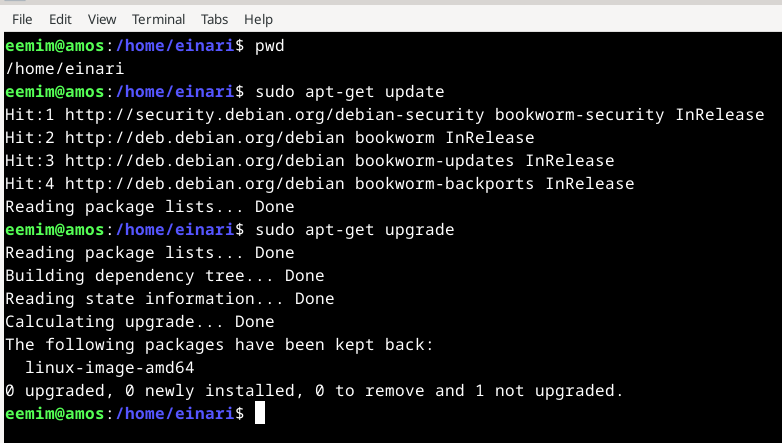 File Edit View Terminal Tabs Help
eemim@amos:/home/einari$ pwd
/home/einari
eemim@amos:/home/einari$ sudo apt-get update
Hit:1 http://security.debian.org/debian-security bookworm-security InRelease
Hit:2 http://deb.debian.org/debian bookworm InRelease
Hit:3 http://deb.debian.org/debian bookworm-updates InRelease
Hit:4 http://deb.debian.org/debian bookworm-backports InRelease
Reading package lists... Done
eemim@amos:/home/einari$ sudo apt-get upgrade
Reading package lists... Done
Building dependency tree... Done
Reading state information... Done
Calculating upgrade... Done
The following packages have been kept back:
  linux-image-amd64
0 upgraded, 0 newly installed, 0 to remove and 1 not upgraded.
eemim@amos:/home/einari$